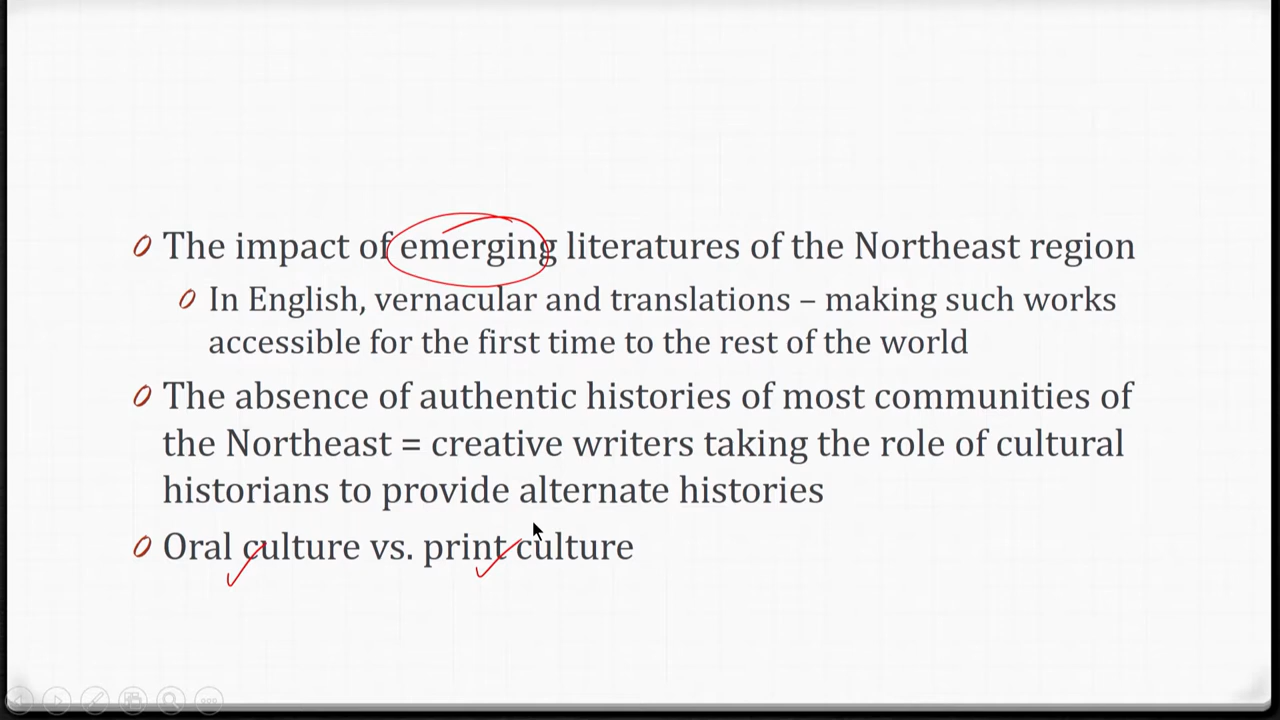 The impact of emerging literatures of the Northeast region
In English, vernacular and translations – making such works
accessible for the first time to the rest of the world
The absence of authentic histories of most communities of
the Northeast = creative writers taking the role of cultural
historians to provide alternate histories
Oral culture vs. print culture